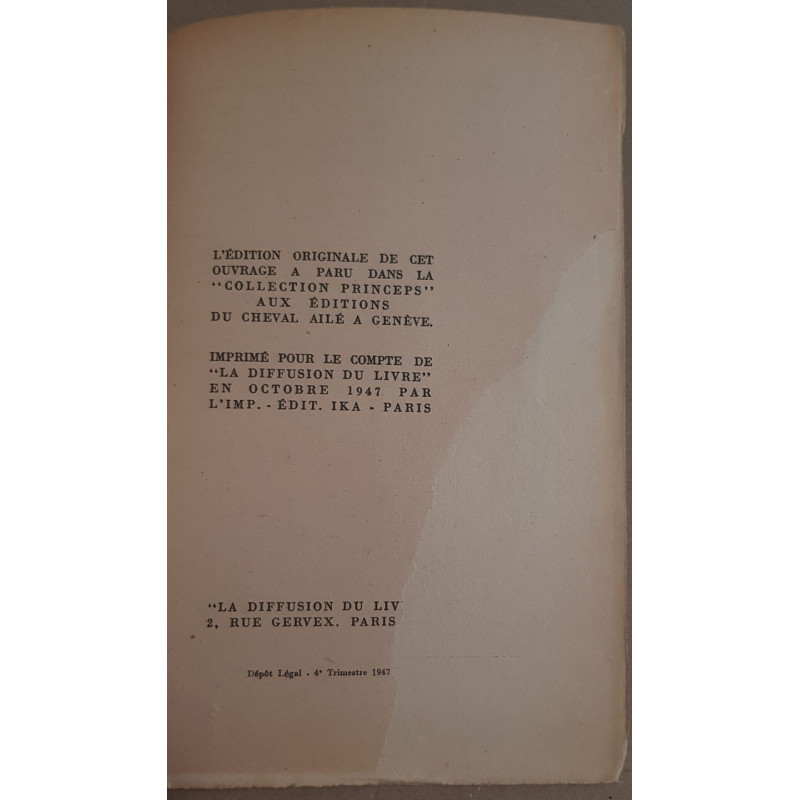 L'ÉDITION ORIGINALE DE CET
OUVRAGE A PARU DANS LA
"COLLECTION PRINCEPS"
AUX ÉDITIONS
DU CHEVAL AILÉ A GENÈVE.
IMPRIMÉ POUR LE COMPTE DE
"LA DIFFUSION DU LIVRE"
EN OCTOBRE 1947 PAR
L'IMP. - ÉDIT. IKA - PARIS
"LA DIFFUSION DU LIV
2, RUE GERVEX. PARIS
Dépôt Légal - 4e Trimestre 1947